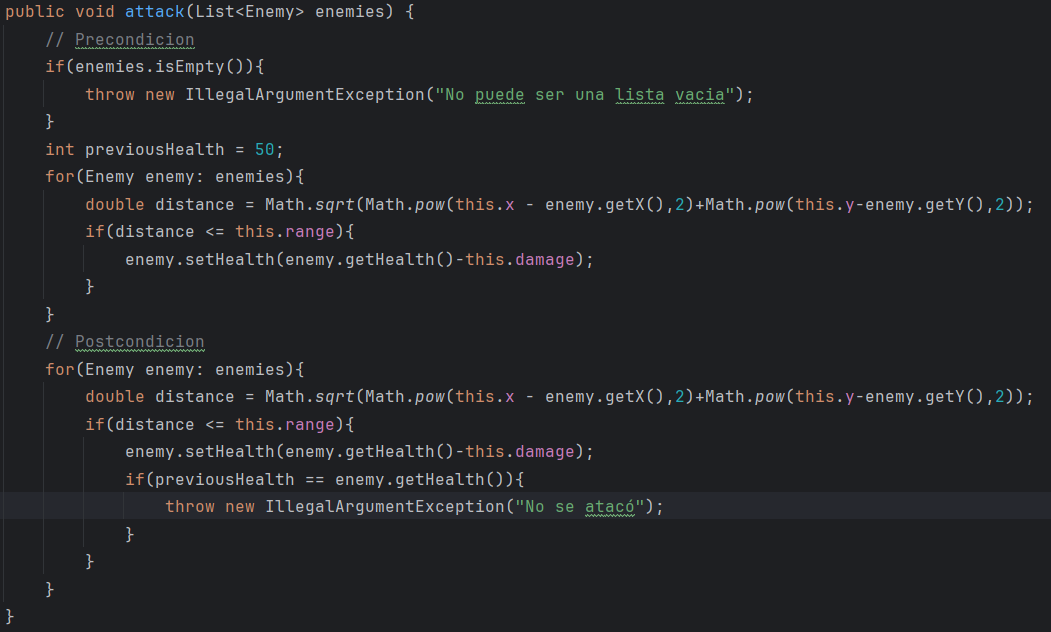 public void attack(List<Enemy> enemies) {
    // Precondicion
    if(enemies.isEmpty()){
        throw new IllegalArgumentException("No puede ser una lista vacia");
    }
    int previousHealth = 50;
    for(Enemy enemy: enemies){
        double distance = Math.sqrt(Math.pow(this.x - enemy.getX(),2)+Math.pow(this.y-enemy.getY(),2));
        if(distance <= this.range){
            enemy.setHealth(enemy.getHealth()-this.damage);
        }
    }
    // Postcondicion
    for(Enemy enemy: enemies){
        double distance = Math.sqrt(Math.pow(this.x - enemy.getX(),2)+Math.pow(this.y-enemy.getY(),2));
        if(distance <= this.range){
            enemy.setHealth(enemy.getHealth()-this.damage);
            if(previousHealth == enemy.getHealth()){
                throw new IllegalArgumentException("No se atacó");
            }
        }
    }
}